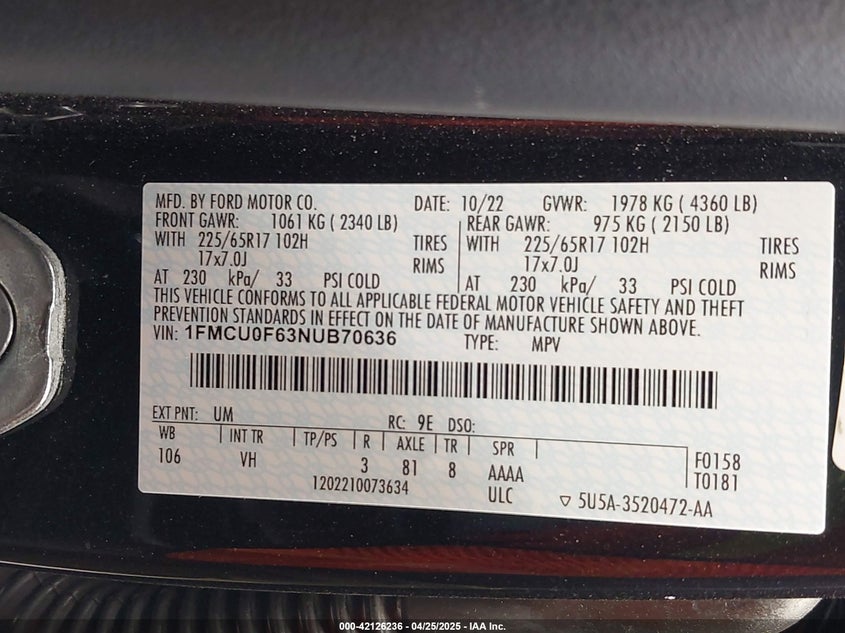 MFD. BY FORD MOTOR CO. DATE: 10/22 GVWR: 1978 KG ( 4360 LB)
FRONT GAWR: 1061 KG ( 2340 LB) REAR GAWR: 975 KG ( 2150 LB)
WITH 225/65R17 102H TIRES WITH 225/65R17 102H TIRES
17x7.0J RIMS 17x7.0J RIMS
AT 230 kPa/ 33 PSI COLD AT 230 kPa/ 33 PSI COLD
THIS VEHICLE CONFORMS TO ALL APPLICABLE FEDERAL MOTOR VEHICLE SAFETY AND THEFT
PREVENTION STANDARDS IN EFFECT ON THE DATE OF MANUFACTURE SHOWN ABOVE.
VIN: 1FMCU0F63NUB70636 TYPE: MPV
EXT PNT: UM RC: 9E DSO:
WB INT TR TP/PS R AXLE TR SPR
106 VH 3 81 8 AAAA F0158
1202210073634 ULC T0181
5U5A-3520472-AA
000-42126236 - 04/25/2025 - IAA Inc.